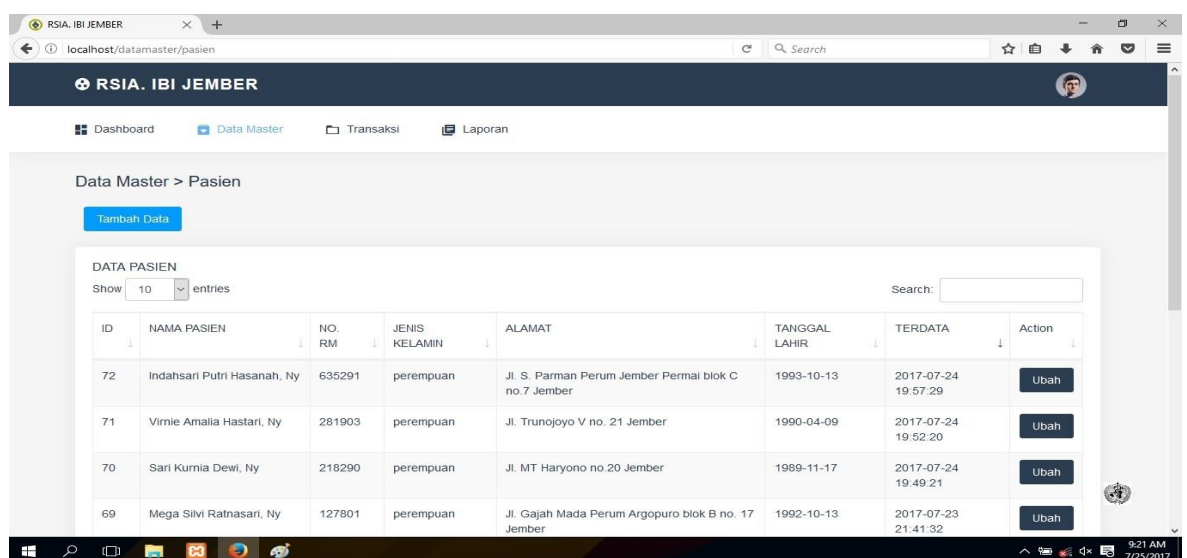 RSIA. IBI JEMBER
localhost/datamaster/pasien
Search
RSIA. IBI JEMBER
Dashboard Data Master Transaksi Laporan
Data Master > Pasien
Tambah Data
DATA PASIEN
Show 10 entries Search:
ID NAMA PASIEN NO. RM JENIS KELAMIN ALAMAT TANGGAL LAHIR TERDATA Action
72 Indahsari Putri Hasanah, Ny 635291 perempuan Jl. S. Parman Perum Jember Permai blok C no.7 Jember 1993-10-13 2017-07-24 19:57:29 Ubah
71 Virnie Amalia Hastari, Ny 281903 perempuan Jl. Trunojoyo V no. 21 Jember 1990-04-09 2017-07-24 19:52:20 Ubah
70 Sari Kurnia Dewi, Ny 218290 perempuan Jl. MT Haryono no.20 Jember 1989-11-17 2017-07-24 19:49:21 Ubah
69 Mega Silvi Ratnasari, Ny 127801 perempuan Jl. Gajah Mada Perum Argopuro blok B no. 17 Jember 1992-10-13 2017-07-23 21:41:32 Ubah
9:21 AM
7/25/2017